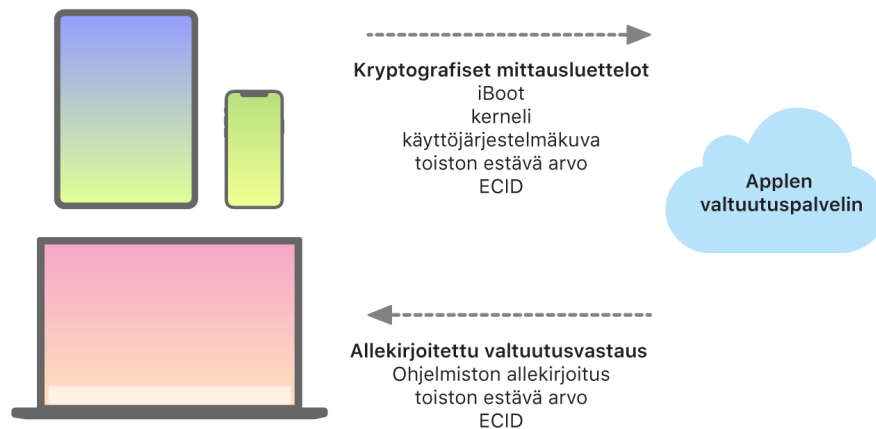 Kryptografiset mittausluettelot
iBoot
kerneli
käyttöjärjestelmäkuva
toiston estävä arvo
ECID
Applen
valtuutuspalvelin
Allekirjoitettu valtuutusvastaus
Ohjelmiston allekirjoitus
toiston estävä arvo
ECID